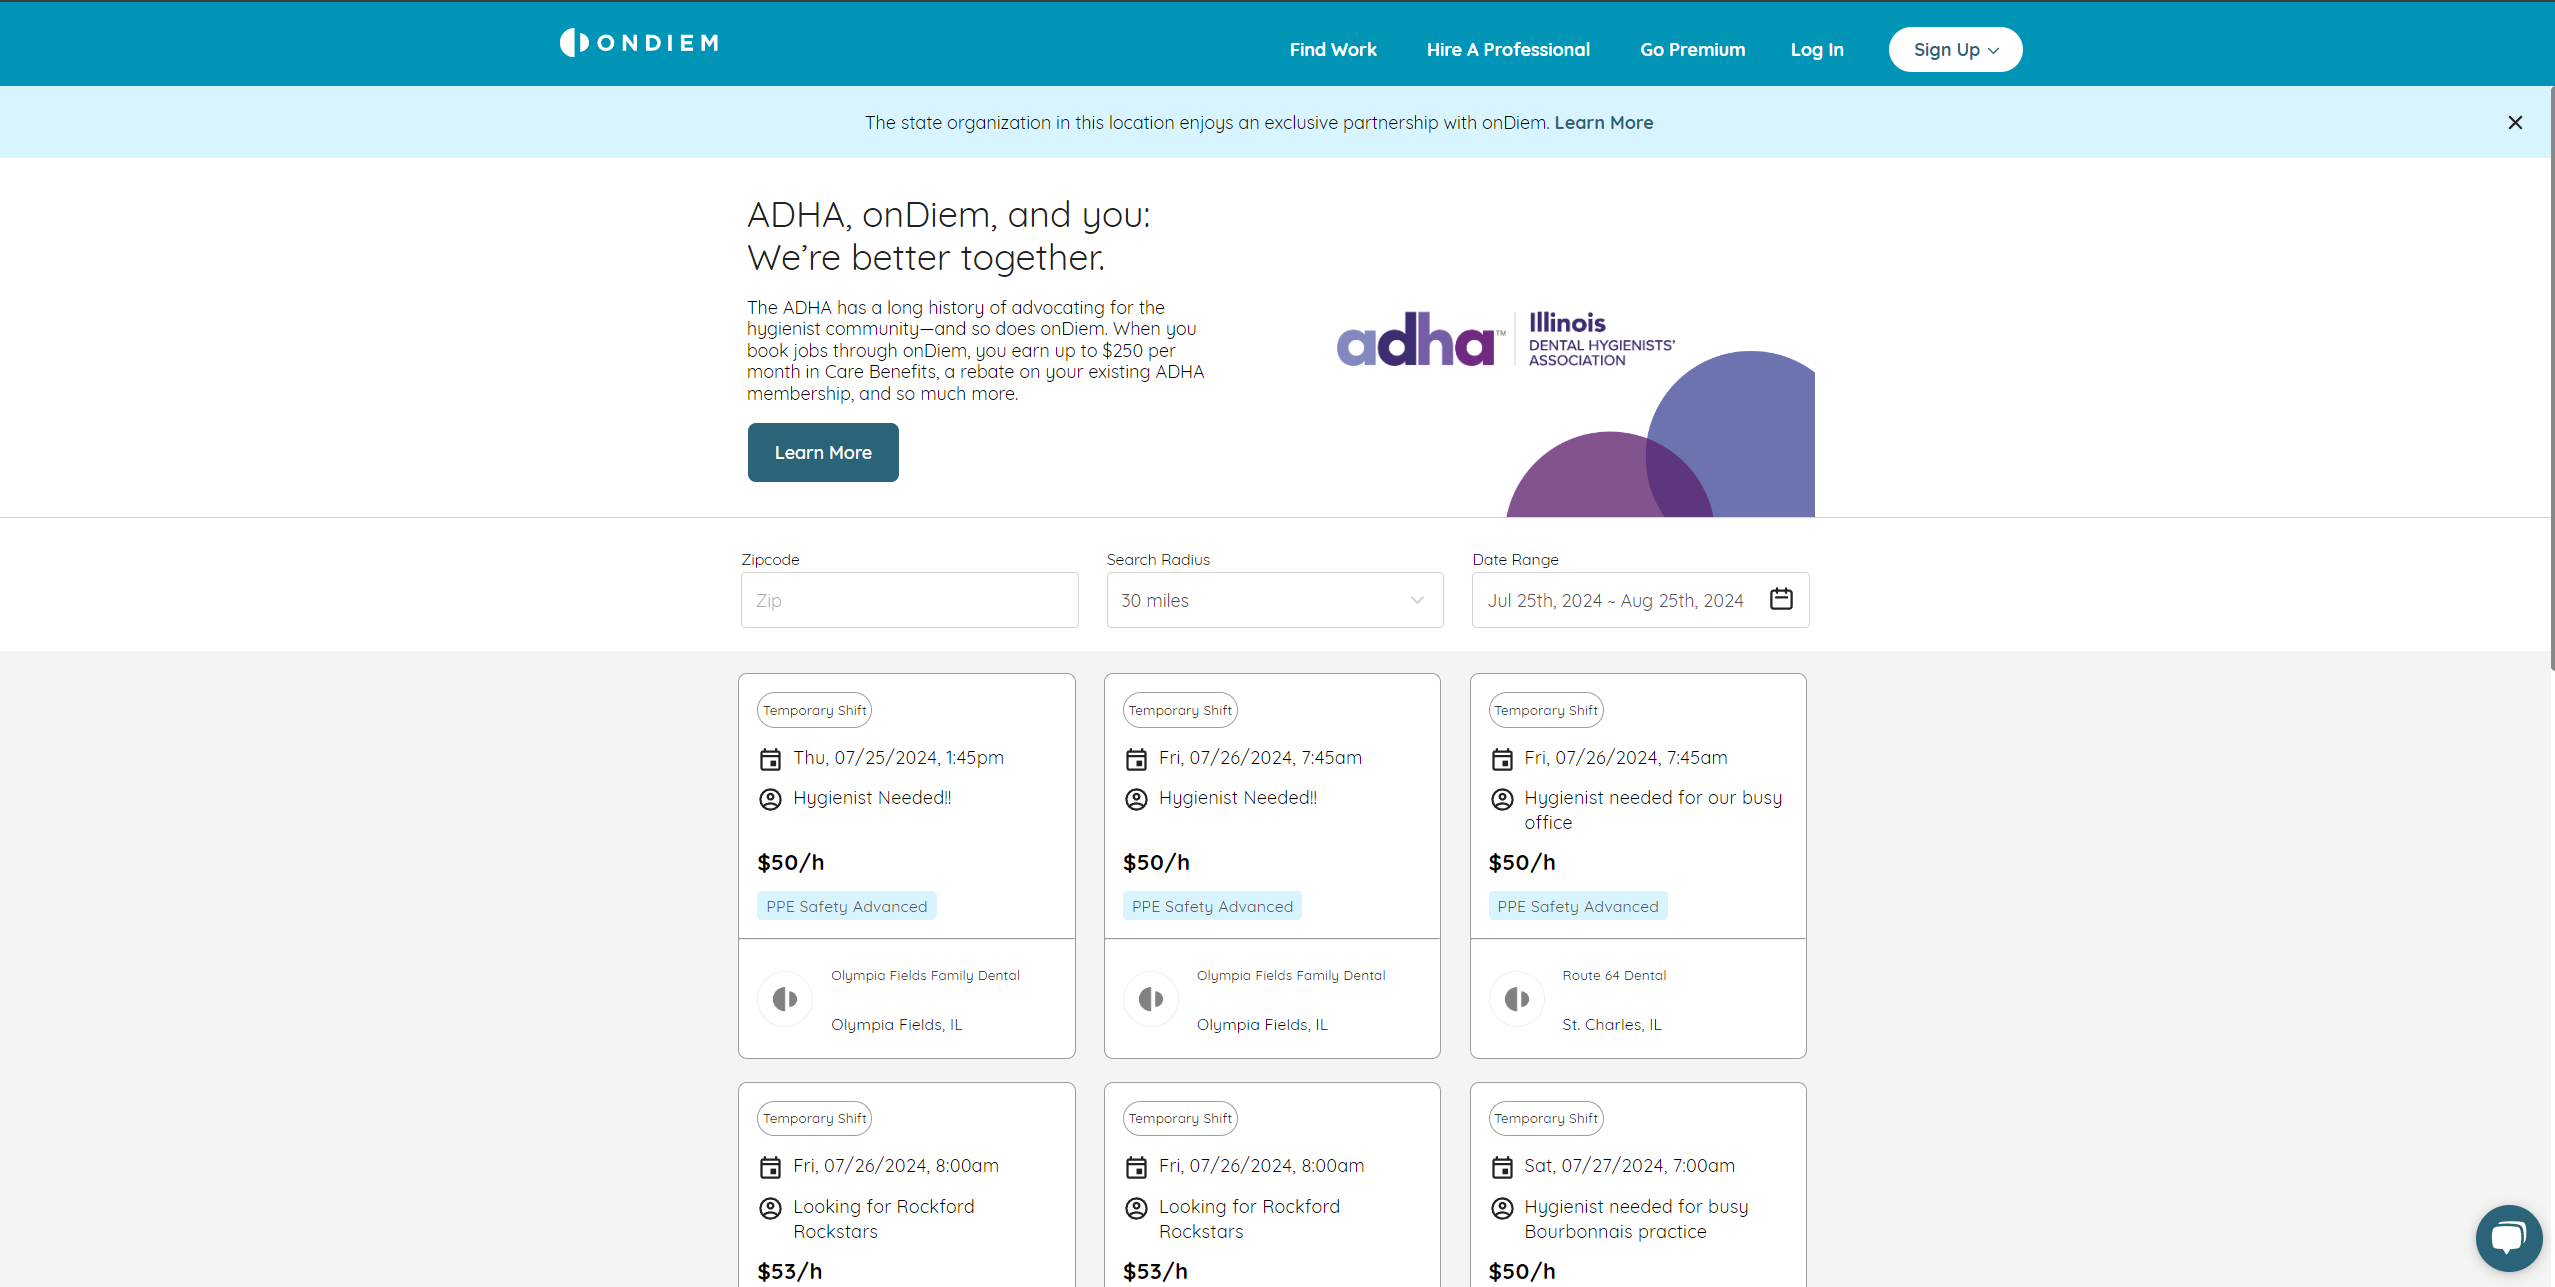 ONDIEM
Find Work
Hire A Professional
Go Premium
Log In
Sign Up
The state organization in this location enjoys an exclusive partnership with onDiem. Learn More
ADHA, onDiem, and you:
We’re better together.
The ADHA has a long history of advocating for the
hygienist community—and so does onDiem. When you
book jobs through onDiem, you earn up to $250 per
month in Care Benefits, a rebate on your existing ADHA
membership, and so much more.
Learn More
adha™
Illinois
DENTAL HYGIENISTS’
ASSOCIATION
Zipcode
Zip
Search Radius
30 miles
Date Range
Jul 25th, 2024 ~ Aug 25th, 2024
Temporary Shift
Thu, 07/25/2024, 1:45pm
Hygienist Needed!!
$50/h
PPE Safety Advanced
Olympia Fields Family Dental
Olympia Fields, IL
Temporary Shift
Fri, 07/26/2024, 7:45am
Hygienist Needed!!
$50/h
PPE Safety Advanced
Olympia Fields Family Dental
Olympia Fields, IL
Temporary Shift
Fri, 07/26/2024, 7:45am
Hygienist needed for our busy
office
$50/h
PPE Safety Advanced
Route 64 Dental
St. Charles, IL
Temporary Shift
Fri, 07/26/2024, 8:00am
Looking for Rockford
Rockstars
$53/h
Temporary Shift
Fri, 07/26/2024, 8:00am
Looking for Rockford
Rockstars
$53/h
Temporary Shift
Sat, 07/27/2024, 7:00am
Hygienist needed for busy
Bourbonnais practice
$50/h